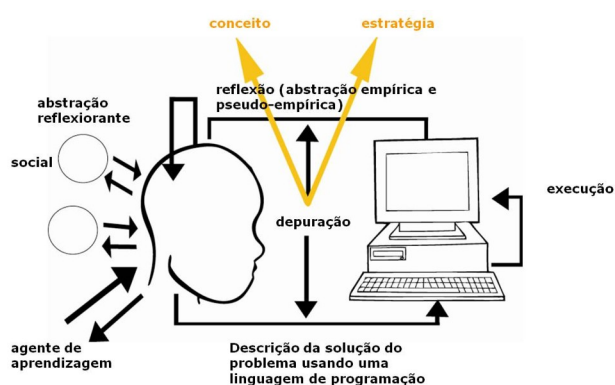 conceito
estratégia
reflexão (abstração empírica e
pseudo-empírica)
abstração
reflexiorante
social
execução
depuração
agente de
aprendizagem
Descrição da solução do
problema usando uma
linguagem de programação